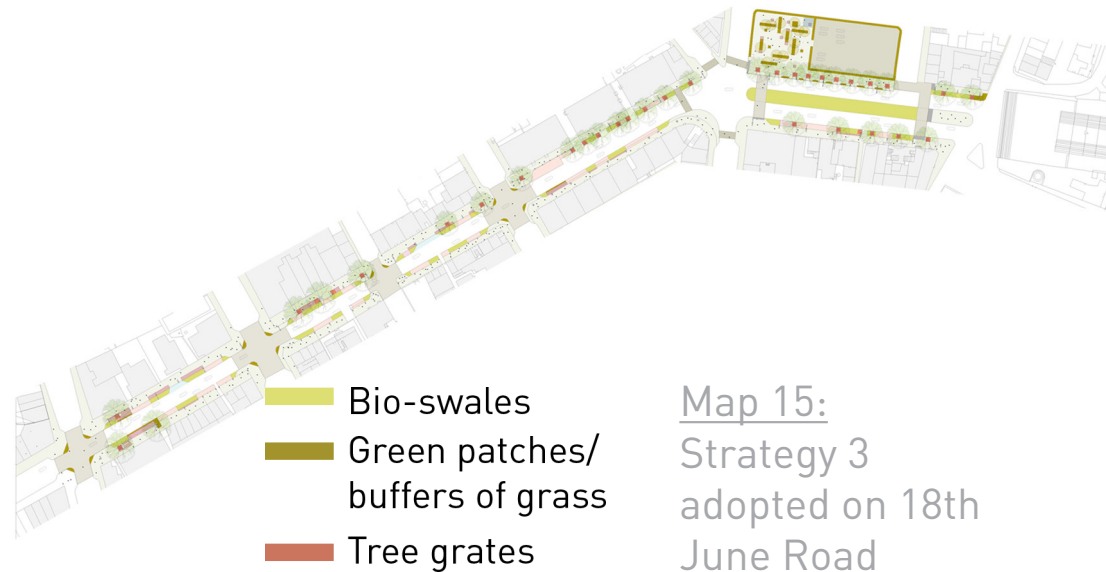 Bio-swales
Green patches/
buffers of grass
Tree grates
Map 15:
Strategy 3
adopted on 18th
June Road